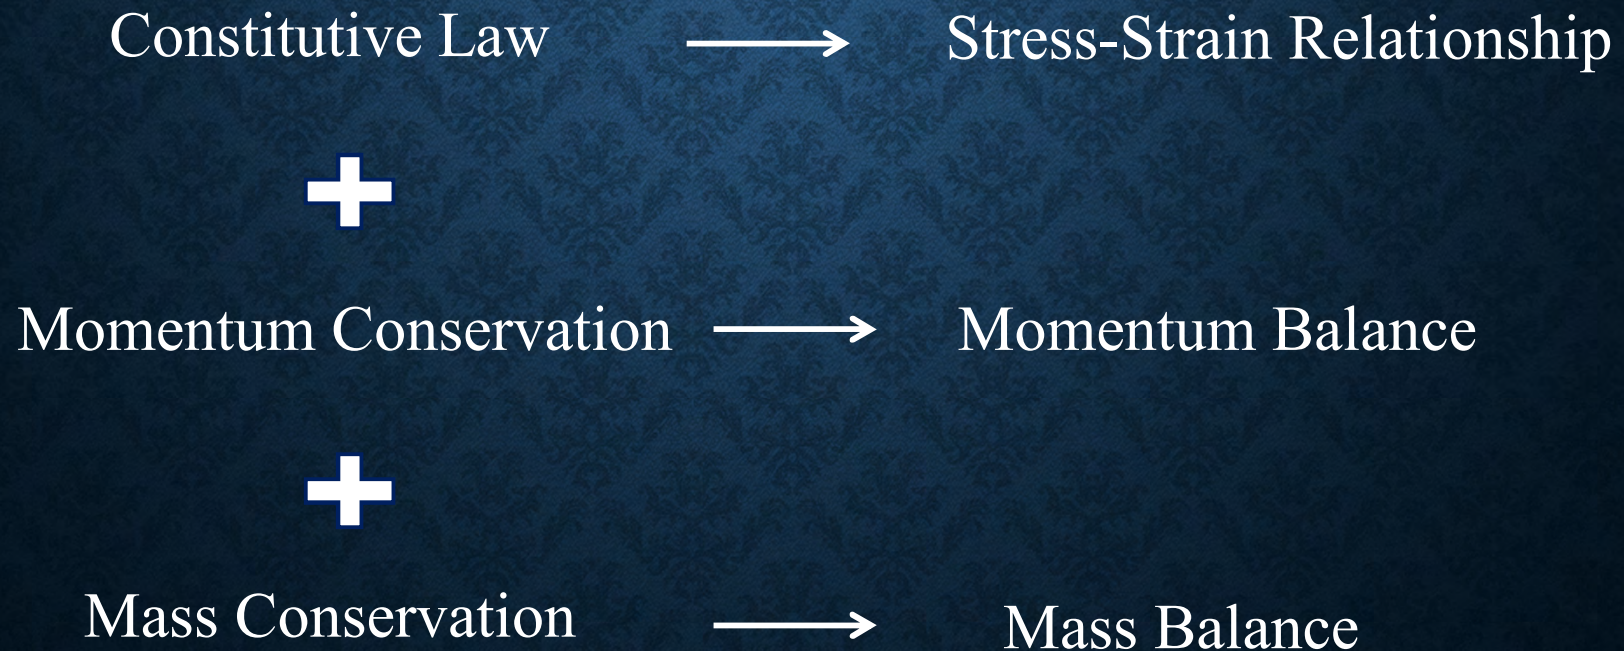 Constitutive Law
Stress-Strain Relationship
Momentum Conservation
Momentum Balance
Mass Conservation
Mass Balance